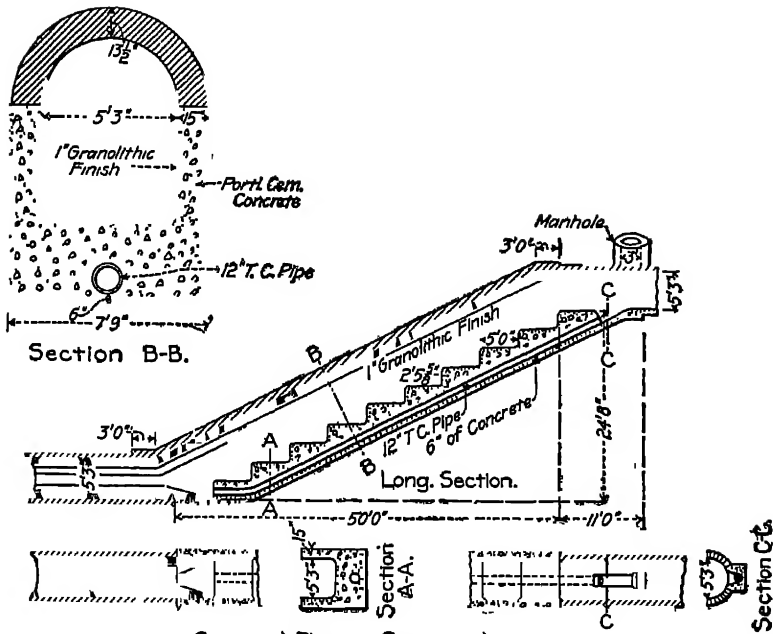 13½"
5'3"
15"
1" Granolithic
Finish
Portl. Cem.
Concrete
12" T.C. Pipe
6"
7'9"
Section B-B.
Manhole
3'0"
5'3"
C
C
1" Granolithic Finish
B
B
5'0"
2'5⅝"
12" T.C. Pipe
6" of Concrete
24'8"
3'0"
5'3"
A
A
Long. Section.
50'0"
11'0"
15"
5'3"
Section
A-A.
C
5'3"
Section C-C.